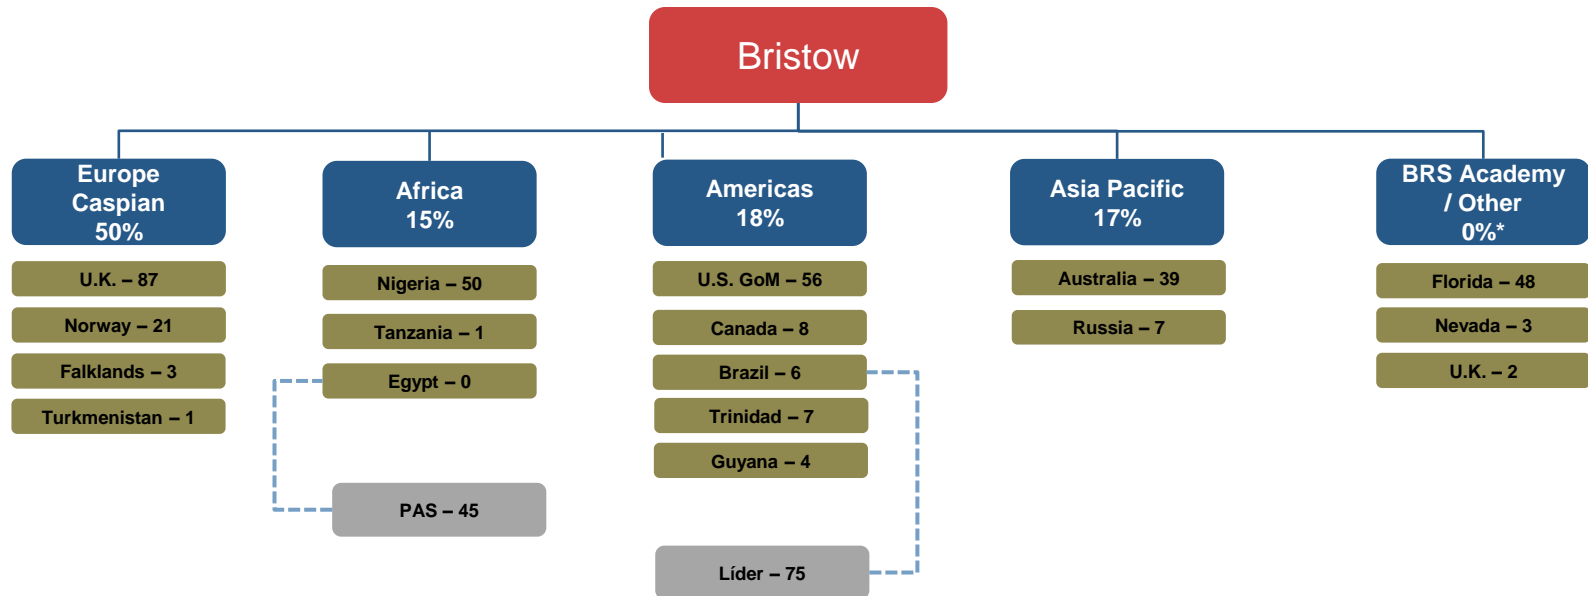 Bristow
Europe
Caspian
50%
Africa
15%
Americas
18%
Asia Pacific
17%
BRS Academy
/ Other
0%*
U.K. – 87
Norway – 21
Falklands – 3
Turkmenistan – 1
Nigeria – 50
Tanzania – 1
Egypt – 0
PAS – 45
U.S. GoM – 56
Canada – 8
Brazil – 6
Trinidad – 7
Guyana – 4
Líder – 75
Australia – 39
Russia – 7
Florida – 48
Nevada – 3
U.K. – 2